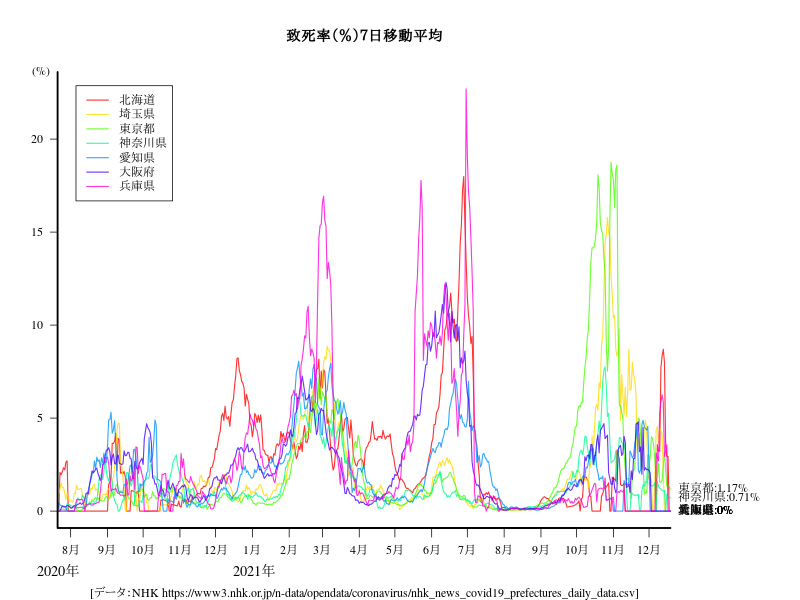 致死率(%)7日移動平均
(%)
北海道
埼玉県
東京都
神奈川県
愛知県
大阪府
兵庫県
20
15
10
5
0
東京都:1.17%
神奈川県:0.71%
8月 9月 10月 11月 12月 1月 2月 3月 4月 5月 6月 7月 8月 9月 10月 11月 12月
2020年 2021年
[データ:NHK https://www3.nhk.or.jp/n-data/opendata/coronavirus/nhk_news_covid19_prefectures_daily_data.csv]